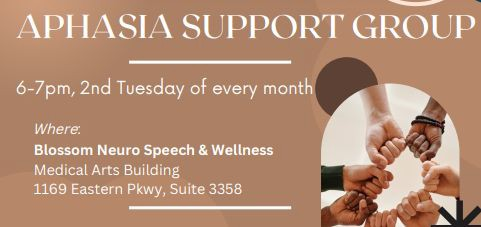 APHASIA SUPPORT GROUP
6-7pm, 2nd Tuesday of every month
Where:
Blossom Neuro Speech & Wellness
Medical Arts Building
1169 Eastern Pkwy, Suite 3358